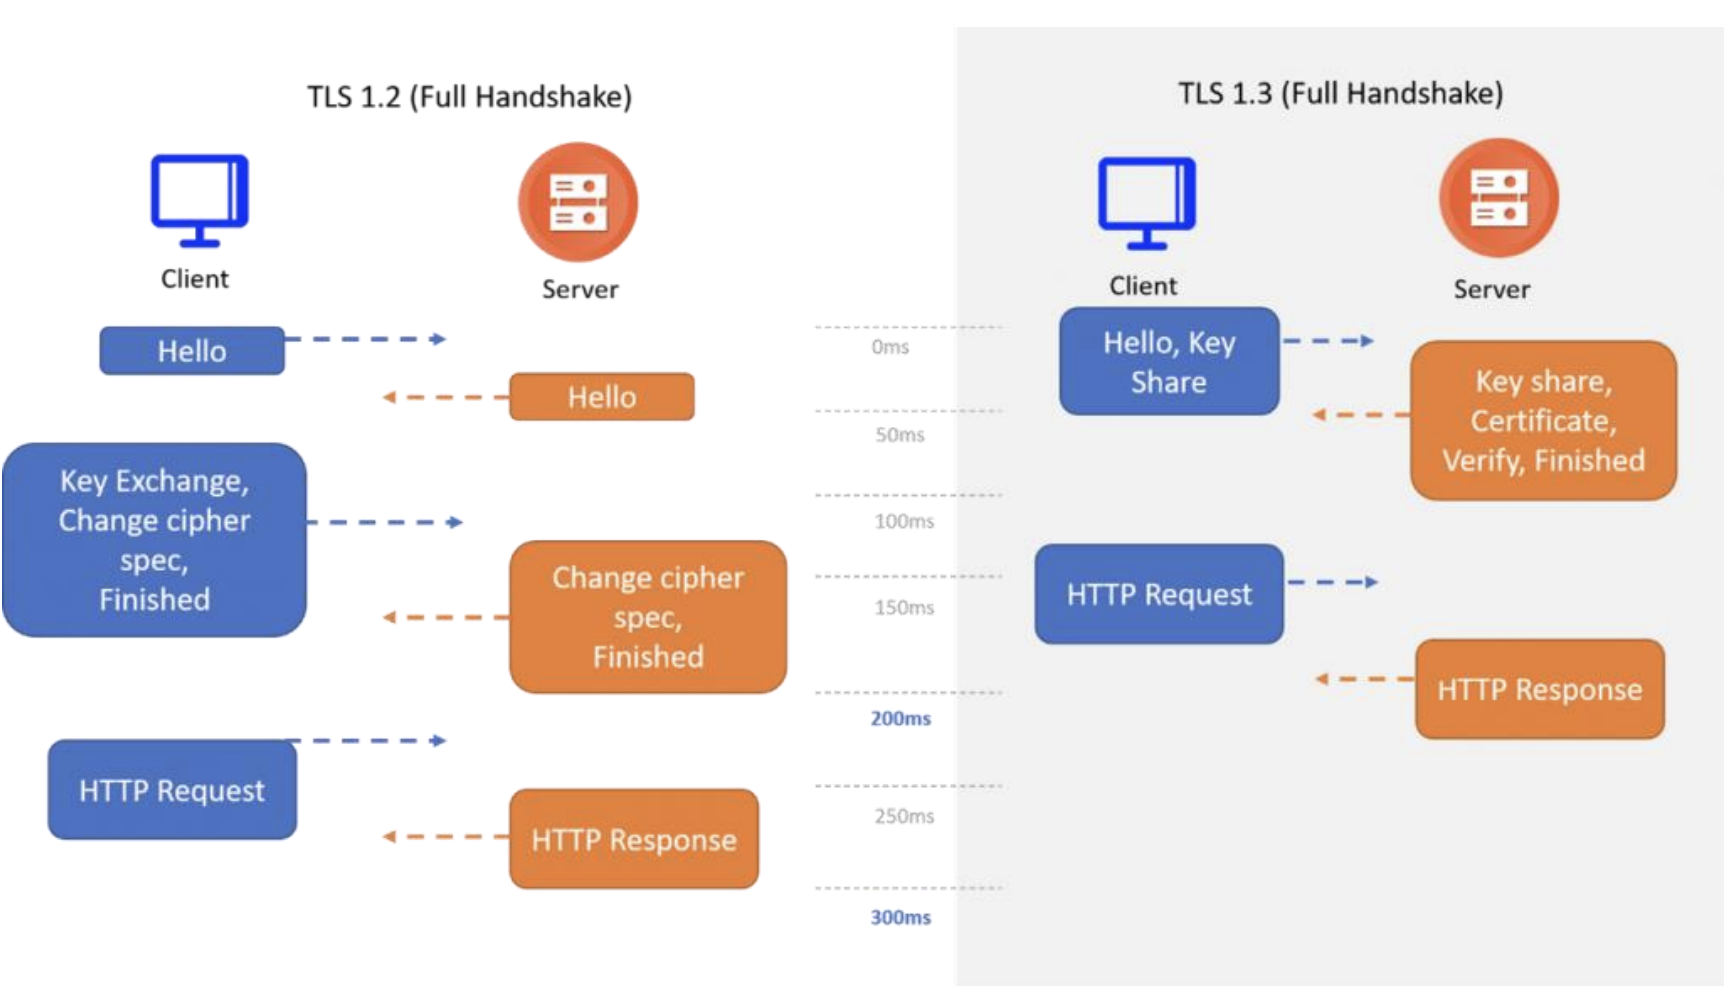 TLS 1.2 (Full Handshake)
Client
Server
Hello
Hello
Key Exchange,
Change cipher
spec,
Finished
Change cipher
spec,
Finished
HTTP Request
HTTP Response
0ms
50ms
100ms
150ms
200ms
250ms
300ms
TLS 1.3 (Full Handshake)
Client
Server
Hello, Key
Share
Key share,
Certificate,
Verify, Finished
HTTP Request
HTTP Response